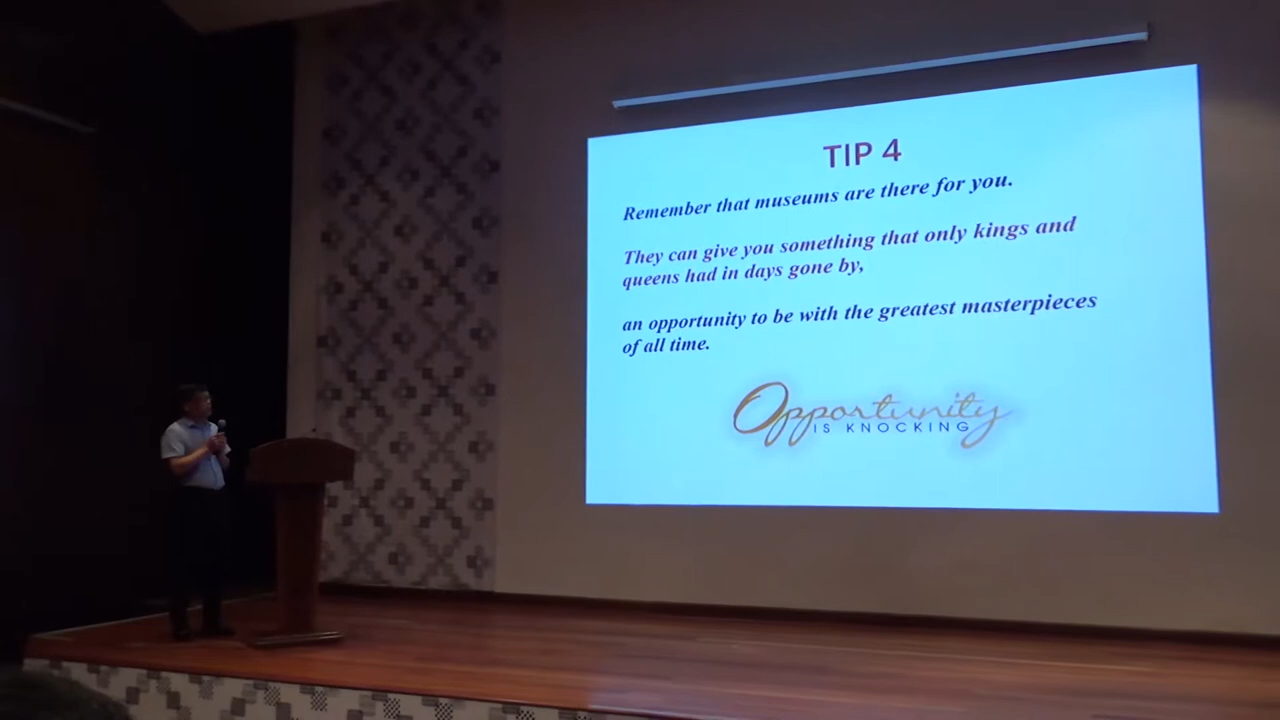 TIP 4
Remember that museums are there for you.
They can give you something that only kings and
queens had in days gone by,
an opportunity to be with the greatest masterpieces
of all time.
Opportunity
IS KNOCKING